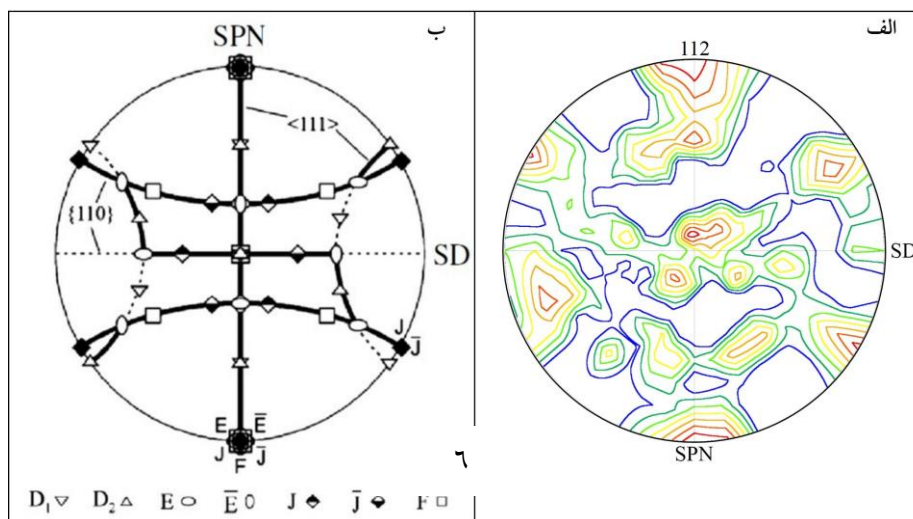 الف
112
SD
SPN
ب
SPN
<111>
{110}
SD
J
J̅
E E̅
J F J̅
٦
D₁ ▽ D₂ △ E E̅ J J̅ F □